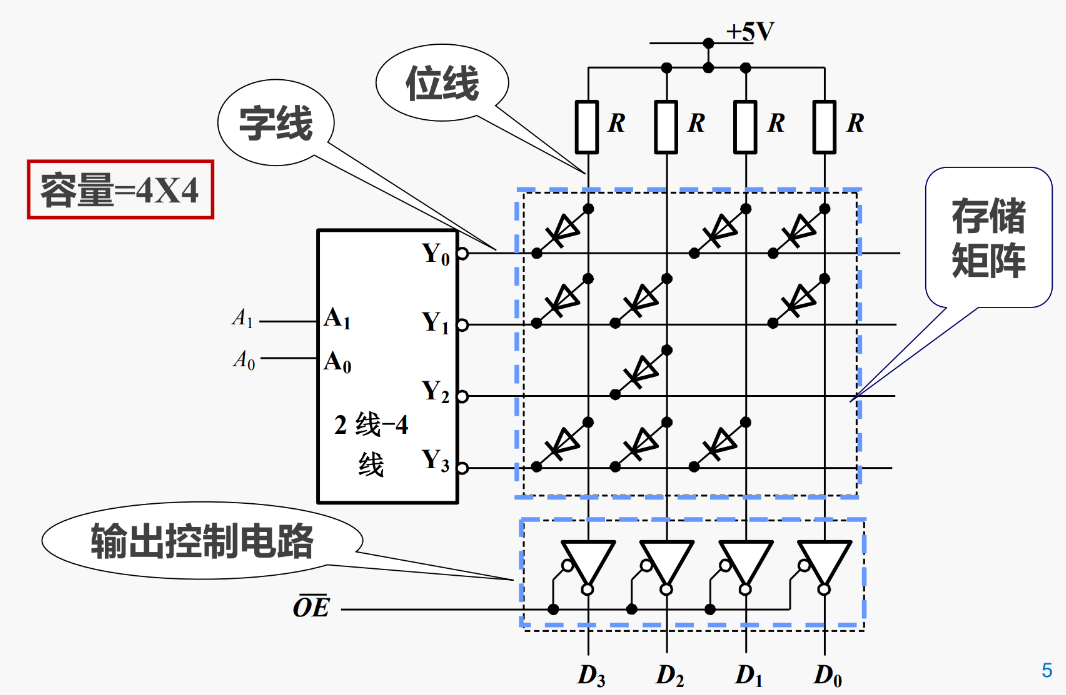 +5V
位线
字线
R R R R
容量=4X4
存储
矩阵
Y₀
A₁ A₁ Y₁
A₀ A₀
Y₂
2 线-4
线
Y₃
输出控制电路
O̅E̅
D₃ D₂ D₁ D₀
5